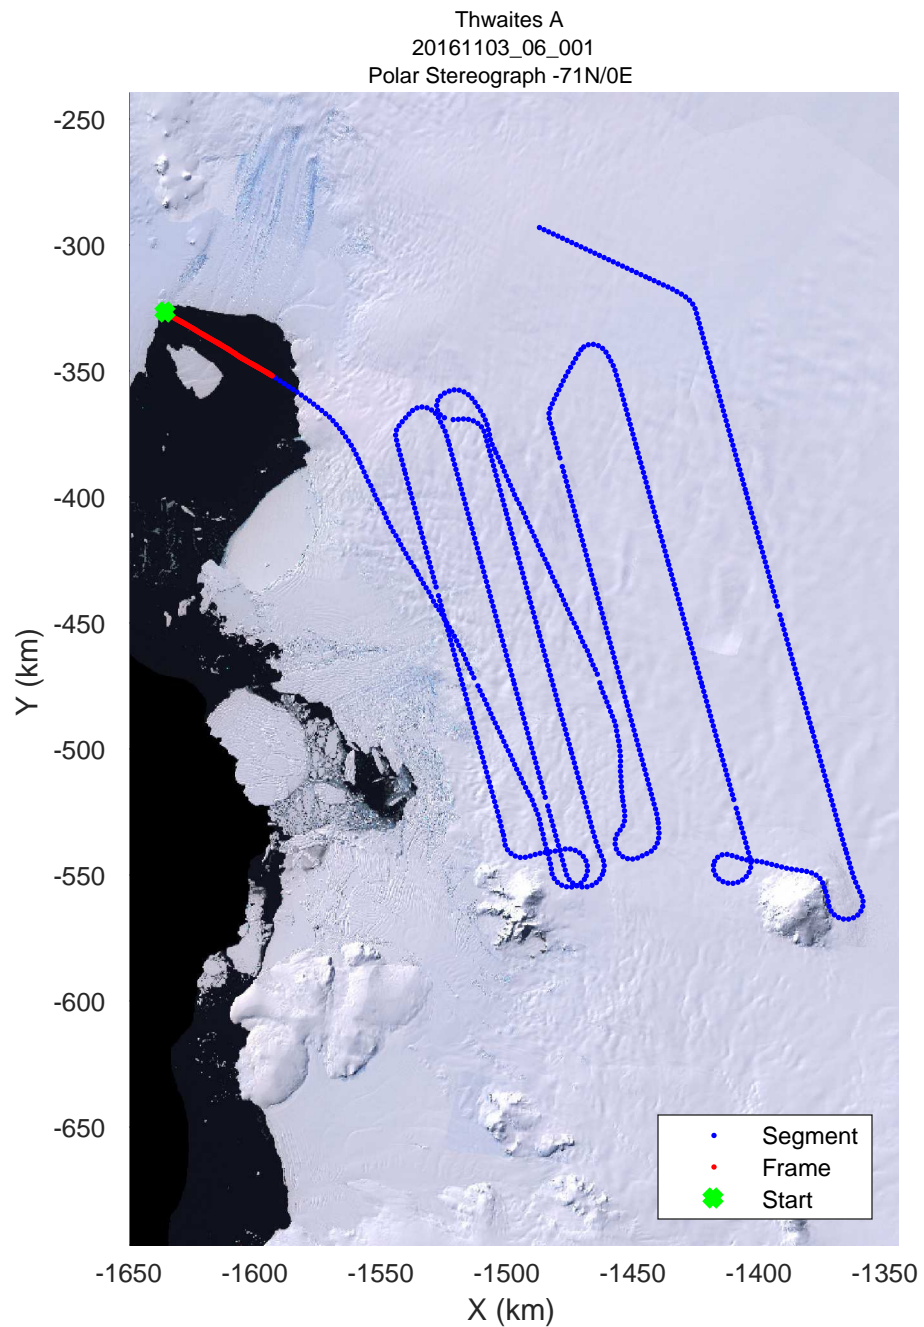 Thwaites A
20161103_06_001
Polar Stereograph -71N/0E
-250
-300
-350
-400
-450
-500
-550
-600
-650
Y (km)
Segment
Frame
Start
-1650 -1600 -1550 -1500 -1450 -1400 -1350
X (km)